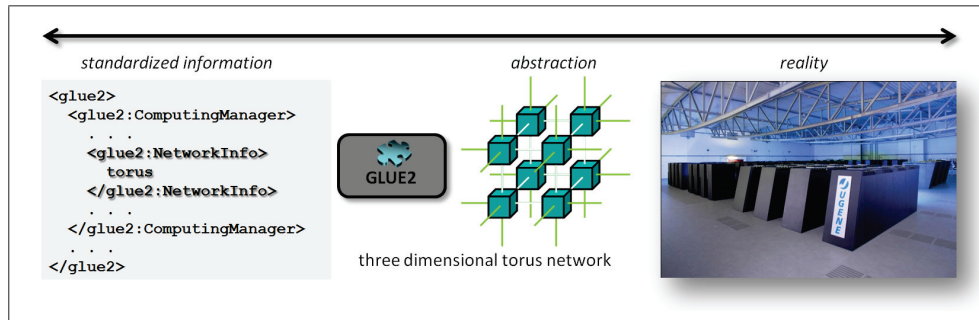 standardized information
abstraction
reality
<glue2>
<glue2:ComputingManager>
. . .
<glue2:NetworkInfo>
torus
</glue2:NetworkInfo>
. . .
</glue2:ComputingManager>
. . .
</glue2>
GLUE2
three dimensional torus network
JUGENE